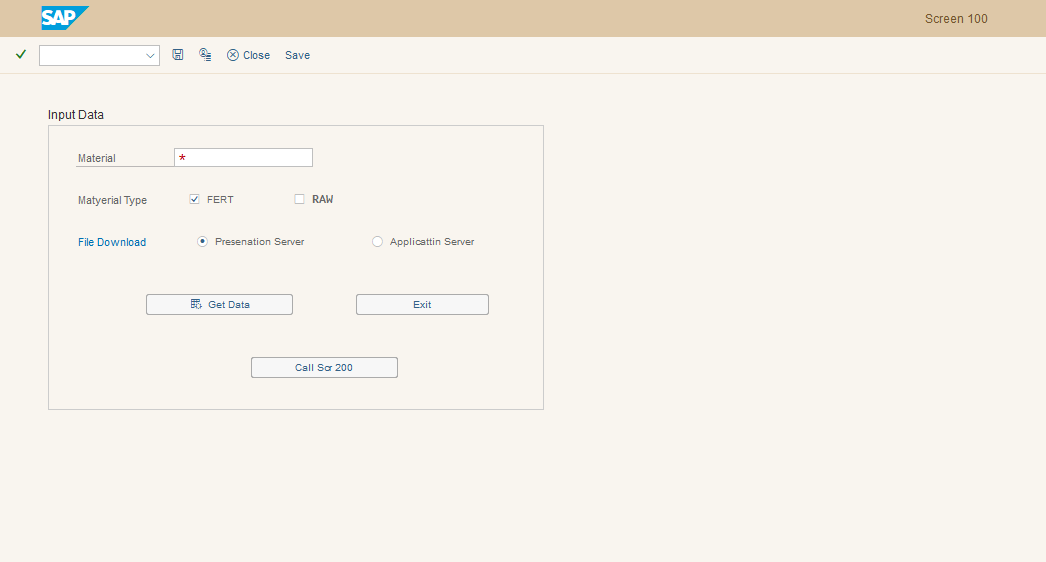 SAP
Screen 100
Close Save
Input Data
Material *
Matyerial Type FERT RAW
File Download Presenation Server Applicattin Server
Get Data Exit
Call Scr 200